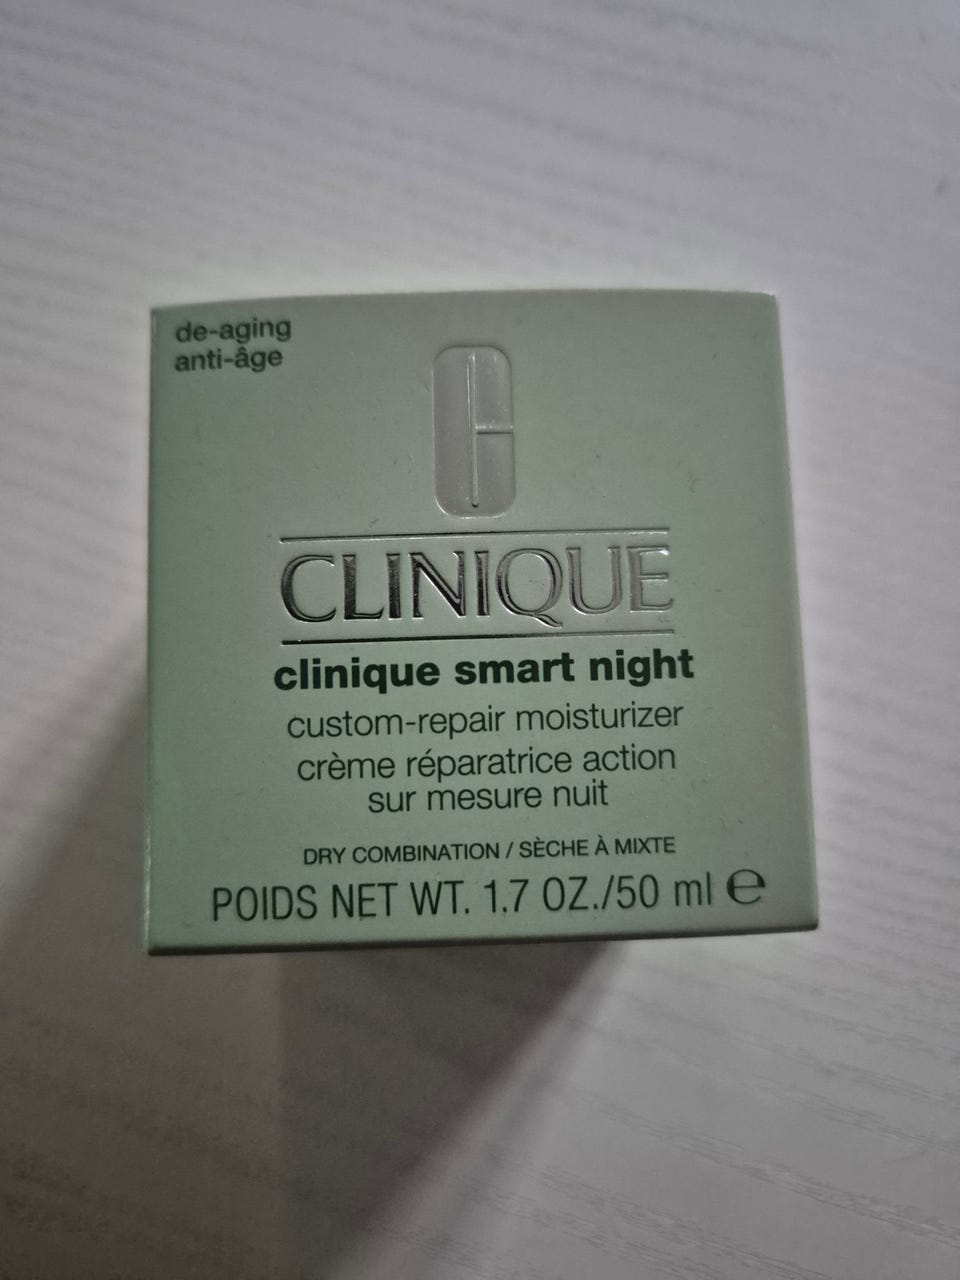 de-aging
anti-âge
CLINIQUE
clinique smart night
custom-repair moisturizer
crème réparatrice action
sur mesure nuit
DRY COMBINATION / SÈCHE À MIXTE
POIDS NET WT. 1.7 OZ./50 ml ℮